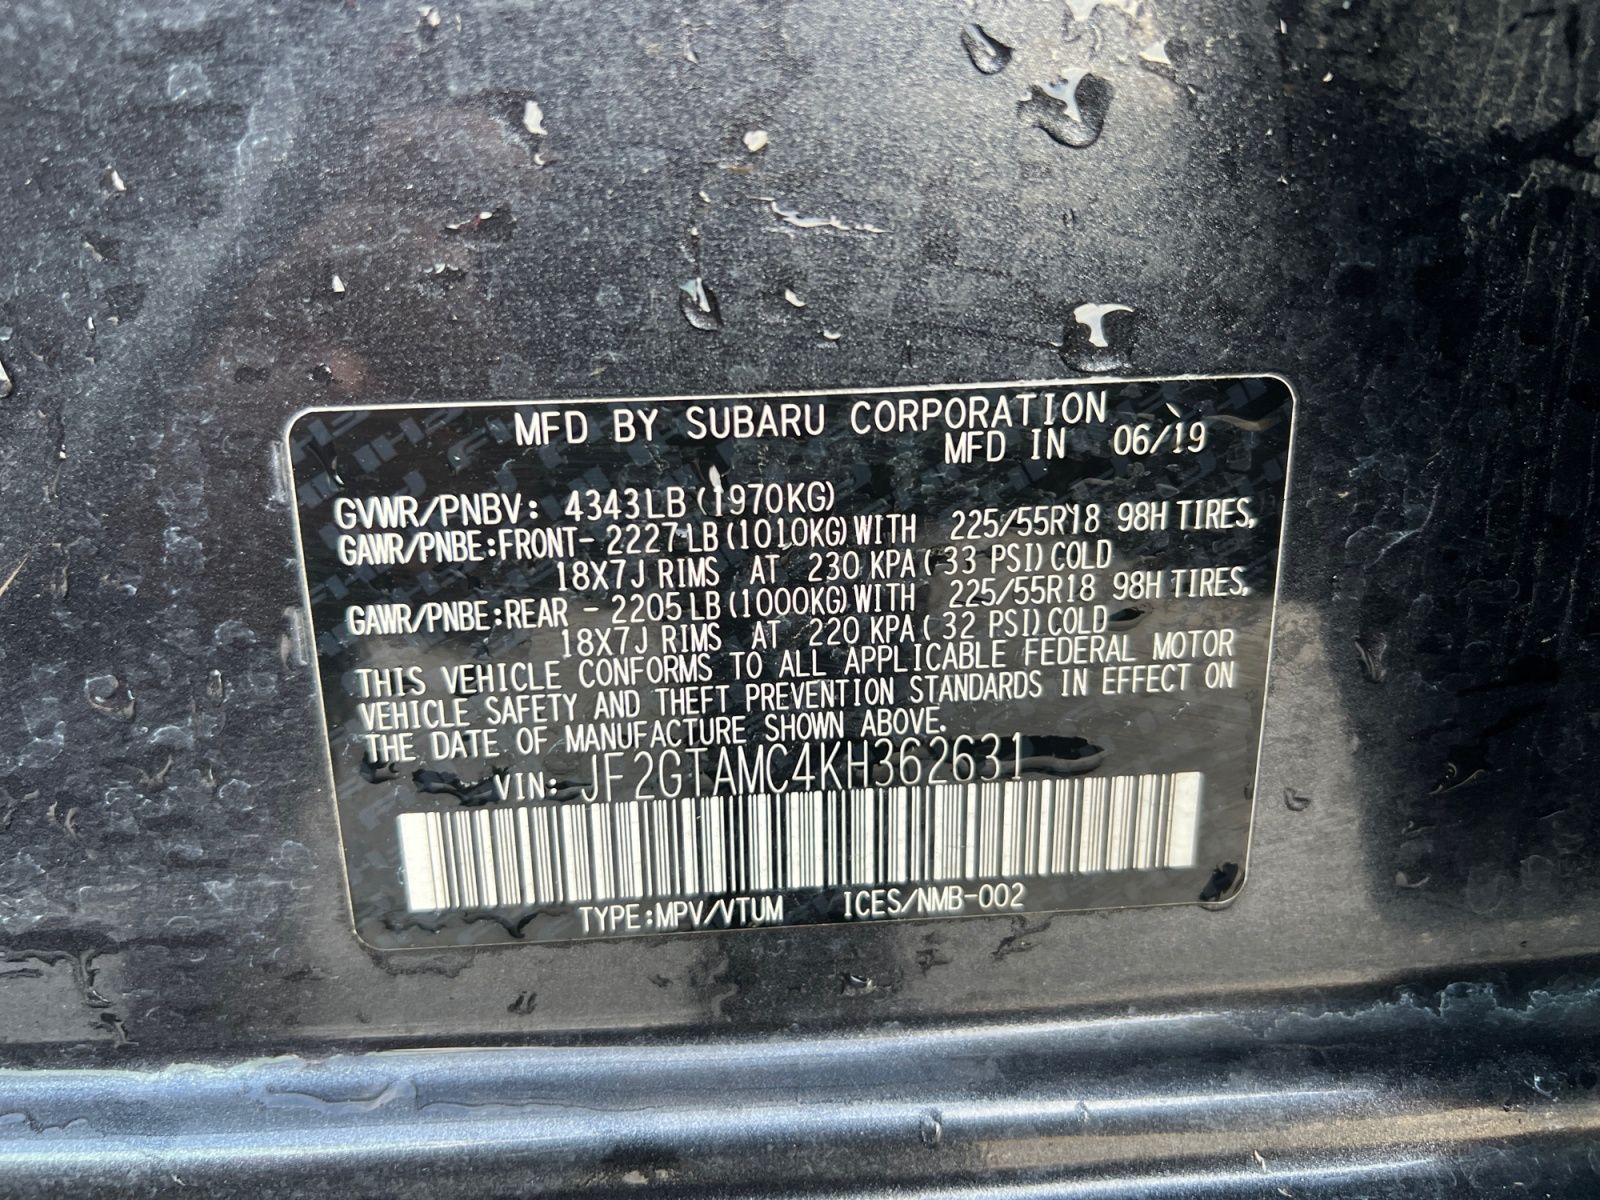 MFD BY SUBARU CORPORATION
MFD IN 06/19
GVWR/PNBV: 4343LB (1970KG)
GAWR/PNBE:FRONT- 2227LB (1010KG) WITH 225/55R18 98H TIRES,
18X7J RIMS AT 230 KPA( 33 PSI) COLD
GAWR/PNBE:REAR - 2205LB (1000KG) WITH 225/55R18 98H TIRES,
18X7J RIMS AT 220 KPA( 32 PSI) COLD
THIS VEHICLE CONFORMS TO ALL APPLICABLE FEDERAL MOTOR
VEHICLE SAFETY AND THEFT PREVENTION STANDARDS IN EFFECT ON
THE DATE OF MANUFACTURE SHOWN ABOVE.
VIN: JF2GTAMC4KH362631
TYPE:MPV/VTUM ICES/NMB-002